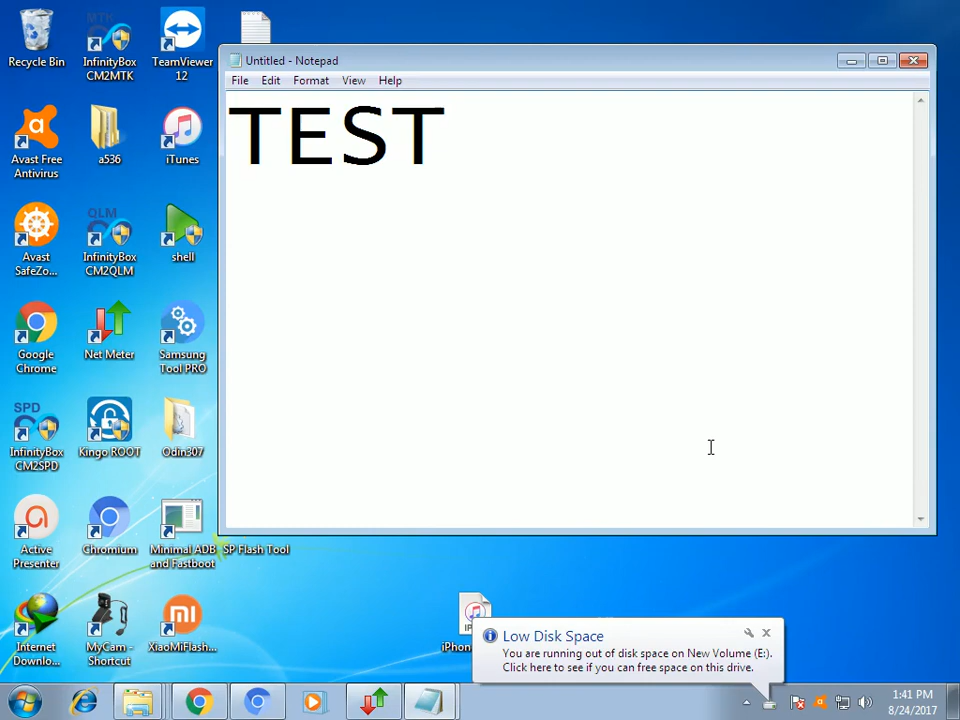 Untitled - Notepad
File Edit Format View Help
TEST
Recycle Bin
MTK
InfinityBox
CM2MTK
TeamViewer
12
Avast Free
Antivirus
a536
iTunes
Avast
SafeZo...
QLM
InfinityBox
CM2QLM
shell
Google
Chrome
Net Meter
Samsung
Tool PRO
SPD
InfinityBox
CM2SPD
Kingo ROOT
Odin307
Active
Presenter
Chromium
Minimal ADB
and Fastboot
SP Flash Tool
Internet
Downlo...
MyCam -
Shortcut
XiaoMiFlash...
Low Disk Space
You are running out of disk space on New Volume (E:).
Click here to see if you can free space on this drive.
1:41 PM
8/24/2017